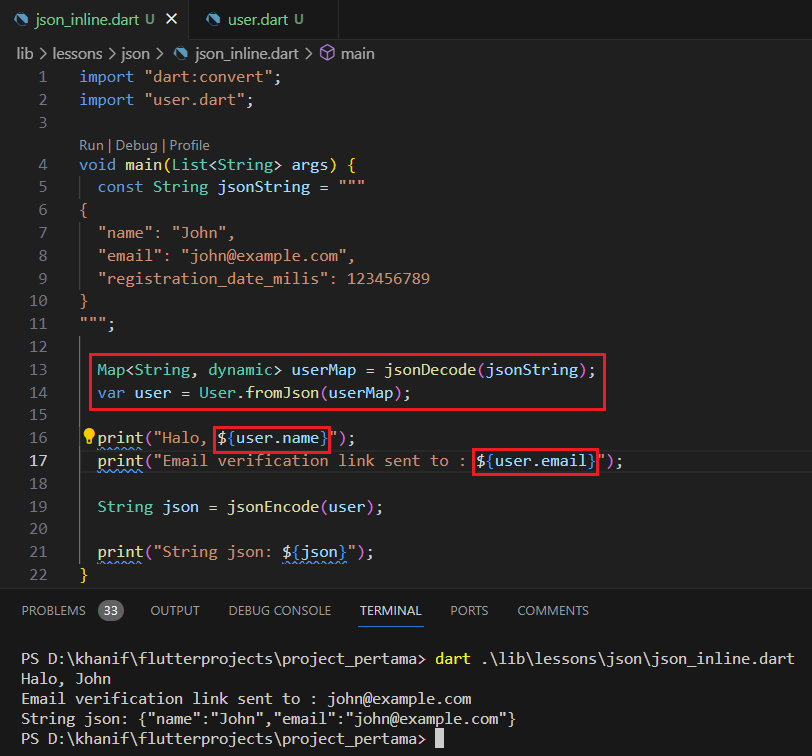 json_inline.dart U
user.dart U
lib > lessons > json > json_inline.dart > main
1 import "dart:convert";
2 import "user.dart";
3
Run | Debug | Profile
4 void main(List<String> args) {
5 const String jsonString = """
6 {
7 "name": "John",
8 "email": "john@example.com",
9 "registration_date_milis": 123456789
10 }
11 """;
12
13 Map<String, dynamic> userMap = jsonDecode(jsonString);
14 var user = User.fromJson(userMap);
15
16 print("Halo, ${user.name}");
17 print("Email verification link sent to : ${user.email}");
18
19 String json = jsonEncode(user);
20
21 print("String json: ${json}");
22 }
PROBLEMS 33 OUTPUT DEBUG CONSOLE TERMINAL PORTS COMMENTS
PS D:\khanif\flutterprojects\project_pertama> dart .\lib\lessons\json\json_inline.dart
Halo, John
Email verification link sent to : john@example.com
String json: {"name":"John","email":"john@example.com"}
PS D:\khanif\flutterprojects\project_pertama>